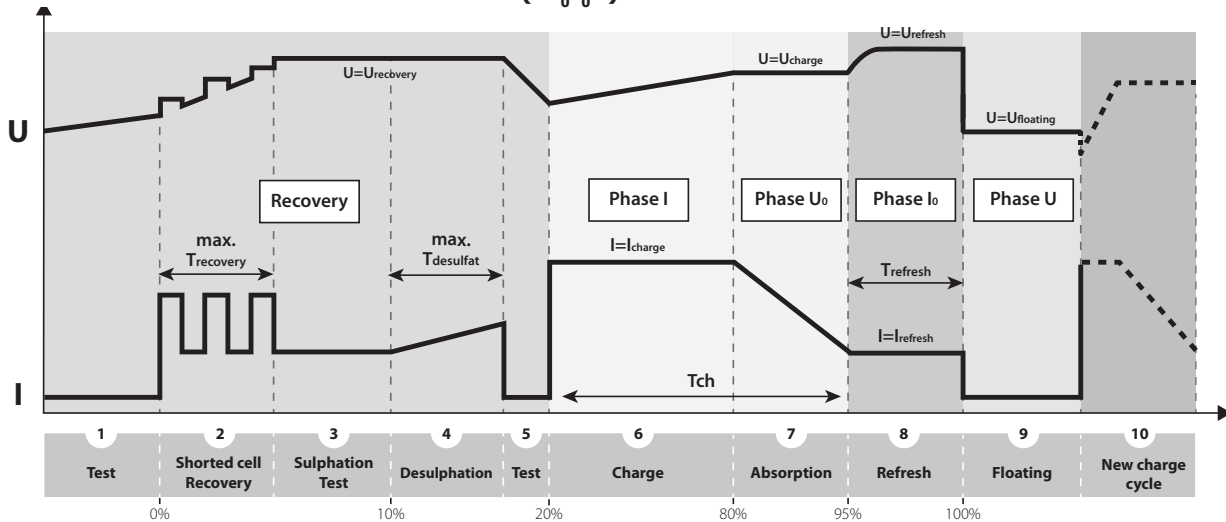 U=Urefresh
U=Ucharge
U=Urecovery
U
U=Ufloating
Recovery
Phase I
Phase U₀
Phase I₀
Phase U
max.
Trecovery
max.
Tdesulfat
I=Icharge
Trefresh
I=Irefresh
Tch
I
1
2
3
4
5
6
7
8
9
10
Test
Shorted cell
Recovery
Sulphation
Test
Desulphation
Test
Charge
Absorption
Refresh
Floating
New charge
cycle
0%
10%
20%
80%
95%
100%